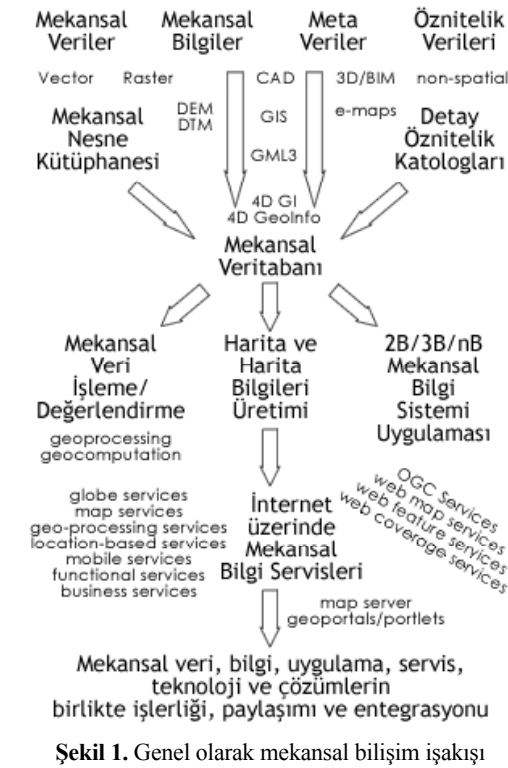 Mekansal Veriler
Mekansal Bilgiler
Meta Veriler
Öznitelik Verileri
Vector Raster
CAD
3D/BIM
non-spatial
Mekansal
Nesne
Kütüphanesi
DEM
DTM
GIS
e-maps
Detay
Öznitelik
Katologları
GML3
4D GI
4D GeoInfo
Mekansal
Veritabanı
Mekansal
Veri
İşleme/
Değerlendirme
geoprocessing
geocomputation
Harita ve
Harita
Bilgileri
Üretimi
2B/3B/nB
Mekansal
Bilgi
Sistemi
Uygulaması
globe services
map services
geo-processing services
location-based services
mobile services
functional services
business services
İnternet
üzerinde
Mekansal
Bilgi Servisleri
OGC Services
web map services
web feature services
web coverage services
map server
geoportals/portlets
Mekansal veri, bilgi, uygulama, servis,
teknoloji ve çözümlerin
birlikte işlerliği, paylaşımı ve entegrasyonu
Şekil 1. Genel olarak mekansal bilişim işakışı